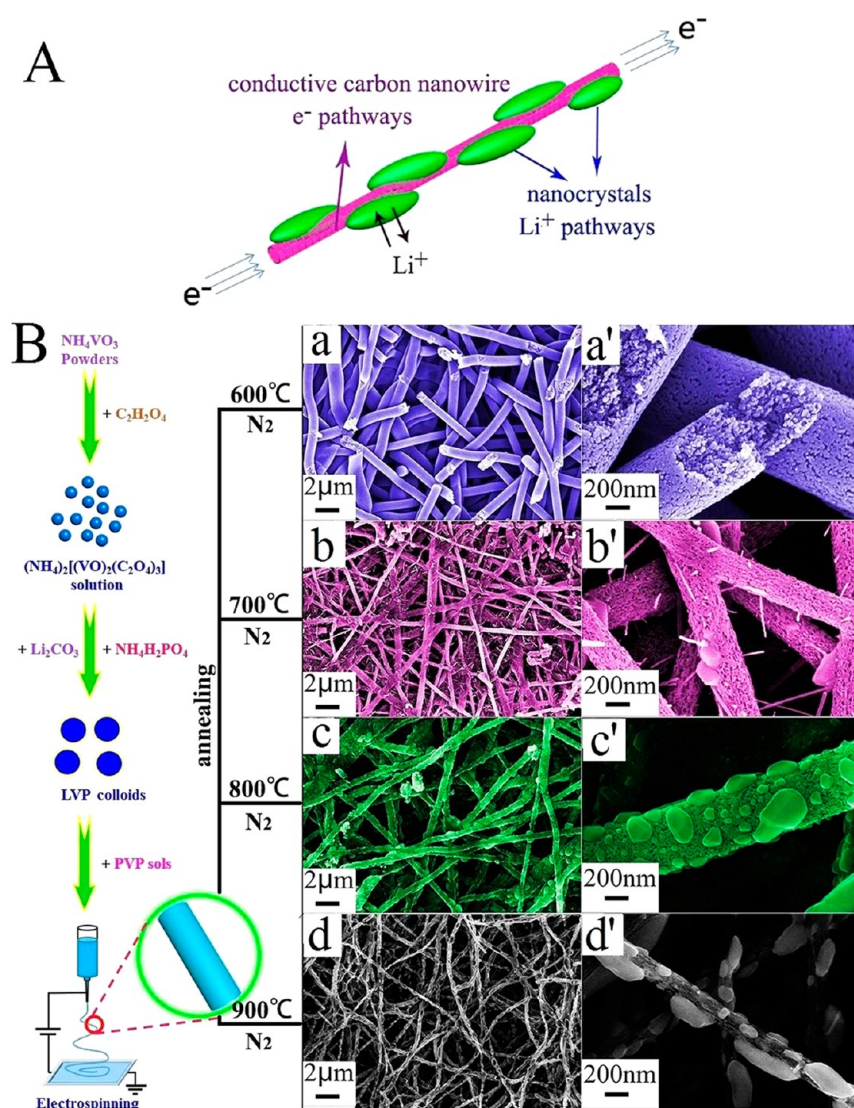 A
e-
conductive carbon nanowire
e- pathways
nanocrystals
Li+ pathways
Li+
e-
B
NH4VO3
Powders
+ C2H2O4
(NH4)2[(VO)2(C2O4)3]
solution
+ Li2CO3
+ NH4H2PO4
LVP colloids
+ PVP sols
Electrospinning
annealing
600℃
N2
700℃
N2
800℃
N2
900℃
N2
a
2μm
a'
200nm
b
2μm
b'
200nm
c
2μm
c'
200nm
d
2μm
d'
200nm